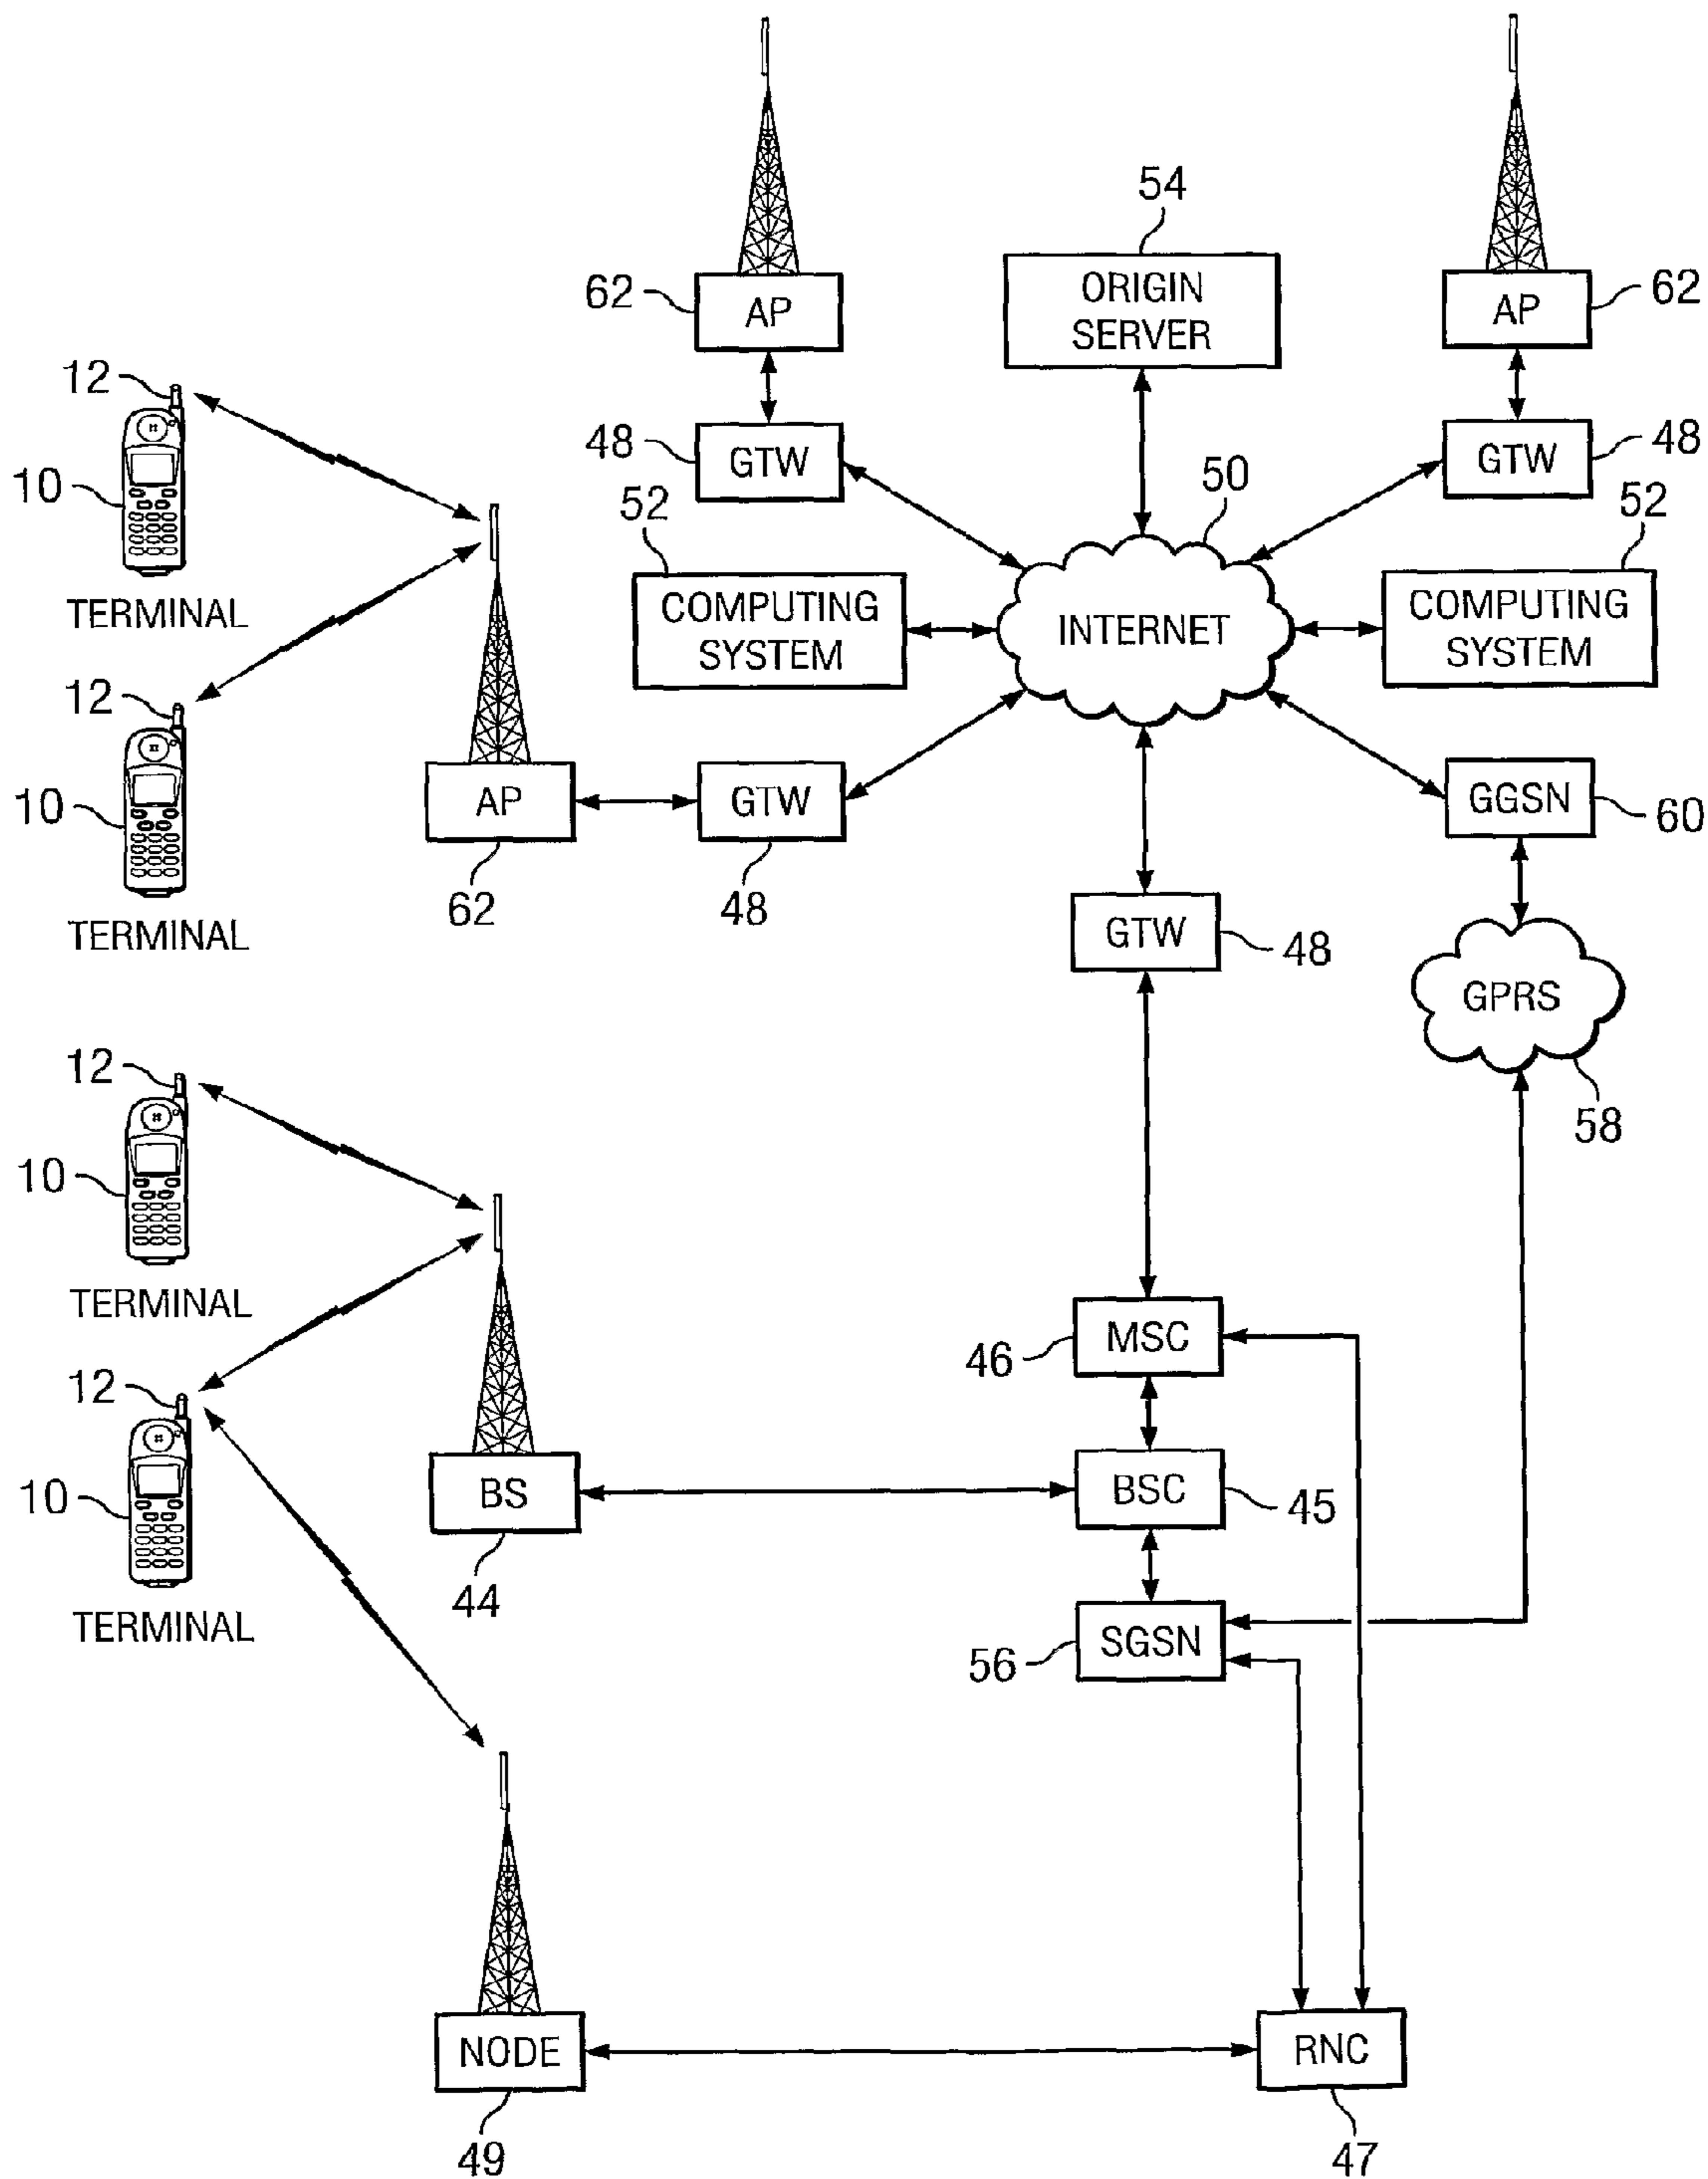 54
62
AP
ORIGIN
SERVER
AP
62
12
10
TERMINAL
48
GTW
50
GTW
48
52
COMPUTING
SYSTEM
INTERNET
52
COMPUTING
SYSTEM
12
10
TERMINAL
AP
62
GTW
48
GGSN
60
GTW
48
GPRS
58
12
10
TERMINAL
46
MSC
12
10
TERMINAL
BS
44
BSC
45
56
SGSN
NODE
49
RNC
47